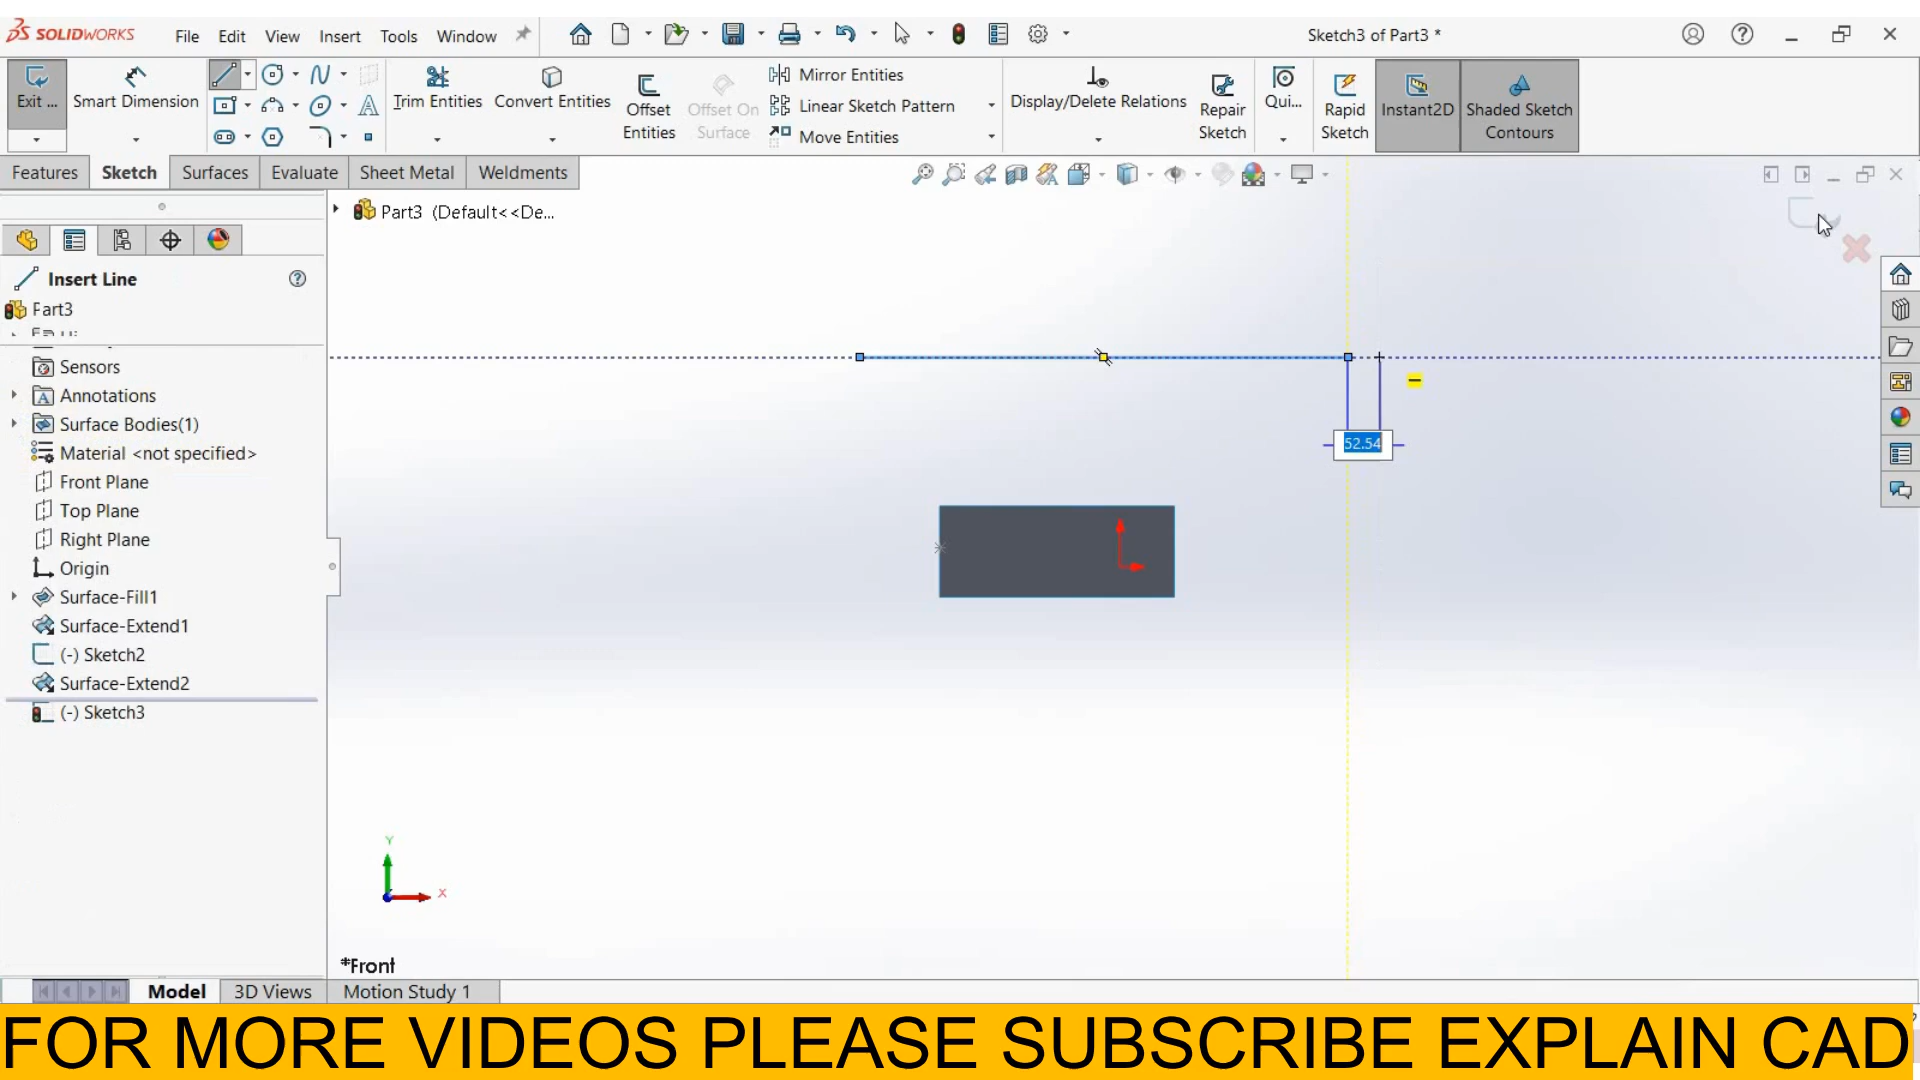 SOLIDWORKS
File Edit View Insert Tools Window
Sketch3 of Part3 *
Exit ...
Smart Dimension
Trim Entities
Convert Entities
Offset Entities
Offset On Surface
Mirror Entities
Linear Sketch Pattern
Move Entities
Display/Delete Relations
Repair Sketch
Qui...
Rapid Sketch
Instant2D
Shaded Sketch Contours
Features Sketch Surfaces Evaluate Sheet Metal Weldments
Part3 (Default<<De...
Insert Line
Part3
Sensors
Annotations
Surface Bodies(1)
Material <not specified>
Front Plane
Top Plane
Right Plane
Origin
Surface-Fill1
Surface-Extend1
(-) Sketch2
Surface-Extend2
(-) Sketch3
52.54
Y
X
*Front
Model 3D Views Motion Study 1
FOR MORE VIDEOS PLEASE SUBSCRIBE EXPLAIN CAD